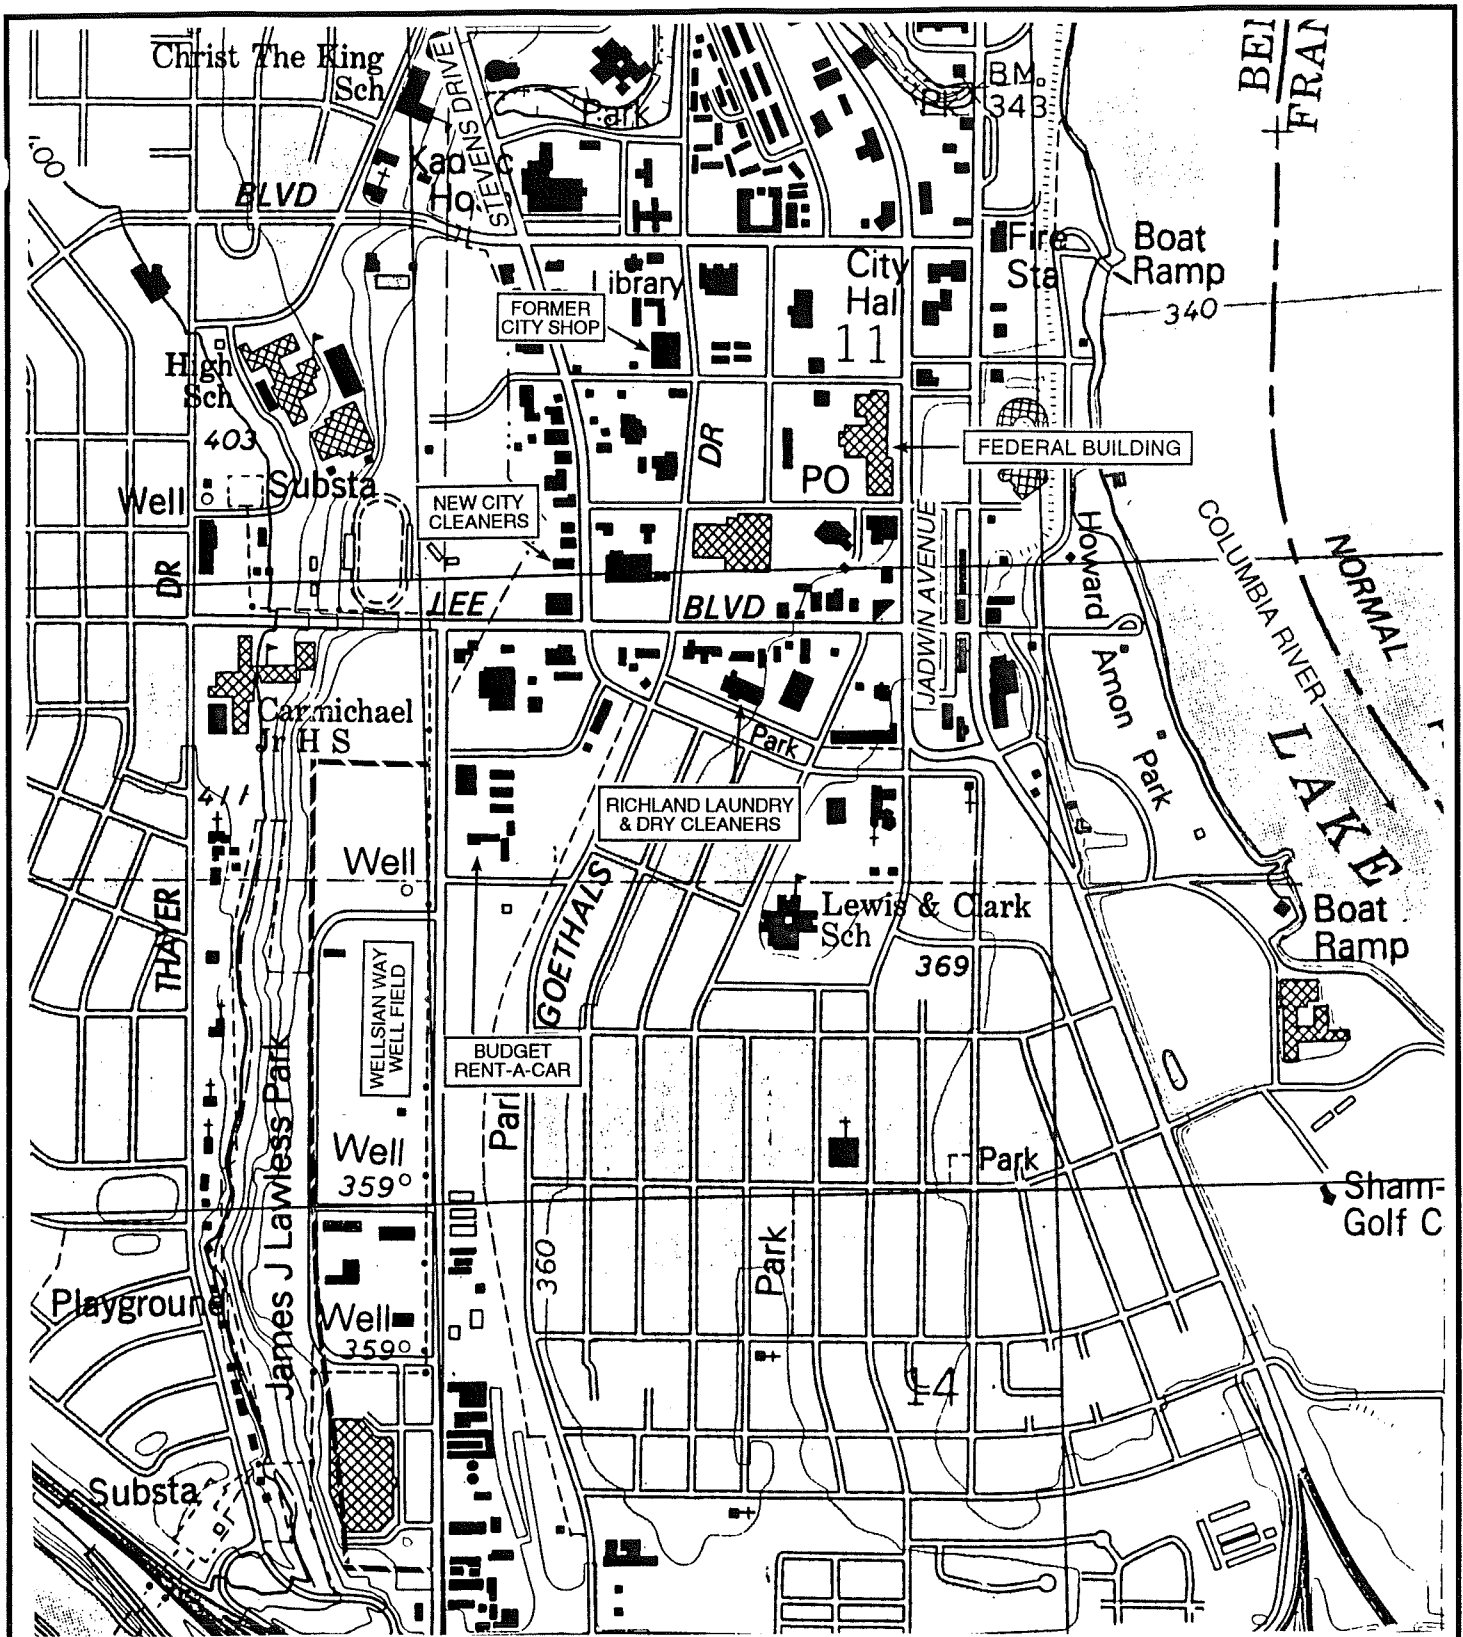 BEN
FRAN
Christ The King
Sch
STEVENS DRIVE
Park
B.M.
343
BLVD
Fire
Sta
Boat
Ramp
340
Library
City
Hall
FORMER
CITY SHOP
11
High
Sch
403
DR
FEDERAL BUILDING
PO
Well
Substa
NEW CITY
CLEANERS
JADWIN AVENUE
Howard
Amon
Park
COLUMBIA RIVER
NORMAL
LAKE
DR
LEE
BLVD
Carmichael
Jr H S
411
Park
RICHLAND LAUNDRY
& DRY CLEANERS
Well
THAYER
GOETHALS
Lewis & Clark
Sch
369
Boat
Ramp
WELLSIAN WAY
WELL FIELD
BUDGET
RENT-A-CAR
James J Lawless Park
Well
359
Park
Sham-
Golf C
360
Park
Playground
Well
359
14
Substa